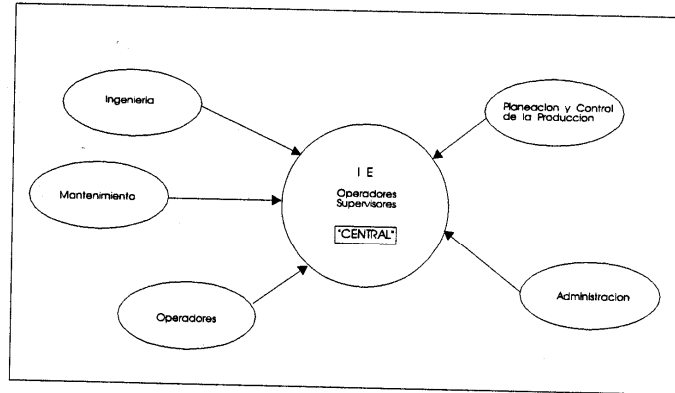 Ingenieria
Mantenimiento
Operadores
I E
Operadores
Supervisores
"CENTRAL"
Planeacion y Control
de la Produccion
Administracion